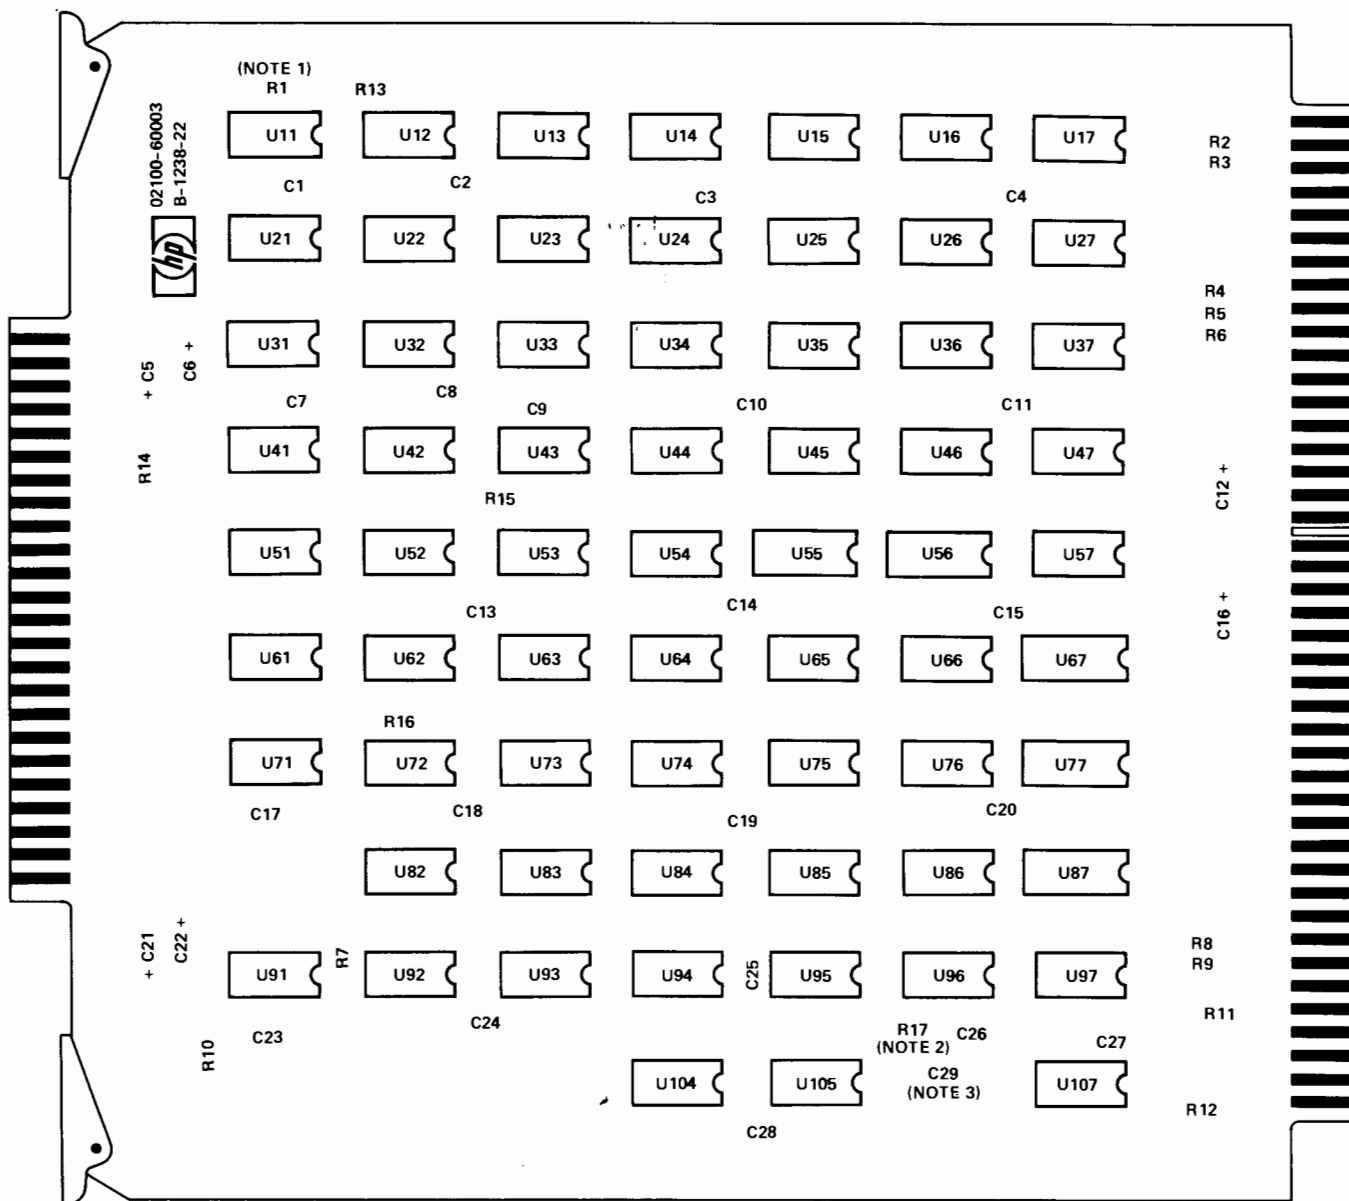 (NOTE 1)
R1
R13
02100-60003
B-1238-22
hp
U11 U12 U13 U14 U15 U16 U17
R2
R3
C1 C2 C3 C4
U21 U22 U23 U24 U25 U26 U27
R4
R5
R6
U31 U32 U33 U34 U35 U36 U37
+ C5
C6 +
C7 C8 C9 C10 C11
U41 U42 U43 U44 U45 U46 U47
R14
R15
C12 +
U51 U52 U53 U54 U55 U56 U57
C13 C14 C15
C16 +
U61 U62 U63 U64 U65 U66 U67
R16
U71 U72 U73 U74 U75 U76 U77
C17 C18 C19 C20
U82 U83 U84 U85 U86 U87
+ C21
C22 +
R8
R9
U91 R7 U92 U93 U94 C25 U95 U96 U97
R11
R10
C23 C24
R17
(NOTE 2)
C26
C27
C29
(NOTE 3)
U104 U105 U107
R12
C28